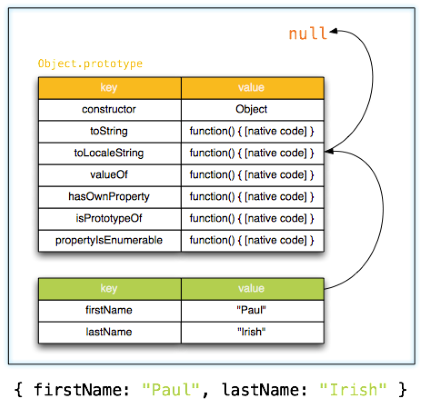 null
Object.prototype
key value
constructor Object
toString function() { [native code] }
toLocaleString function() { [native code] }
valueOf function() { [native code] }
hasOwnProperty function() { [native code] }
isPrototypeOf function() { [native code] }
propertyIsEnumerable function() { [native code] }
key value
firstName "Paul"
lastName "Irish"
{ firstName: "Paul", lastName: "Irish" }